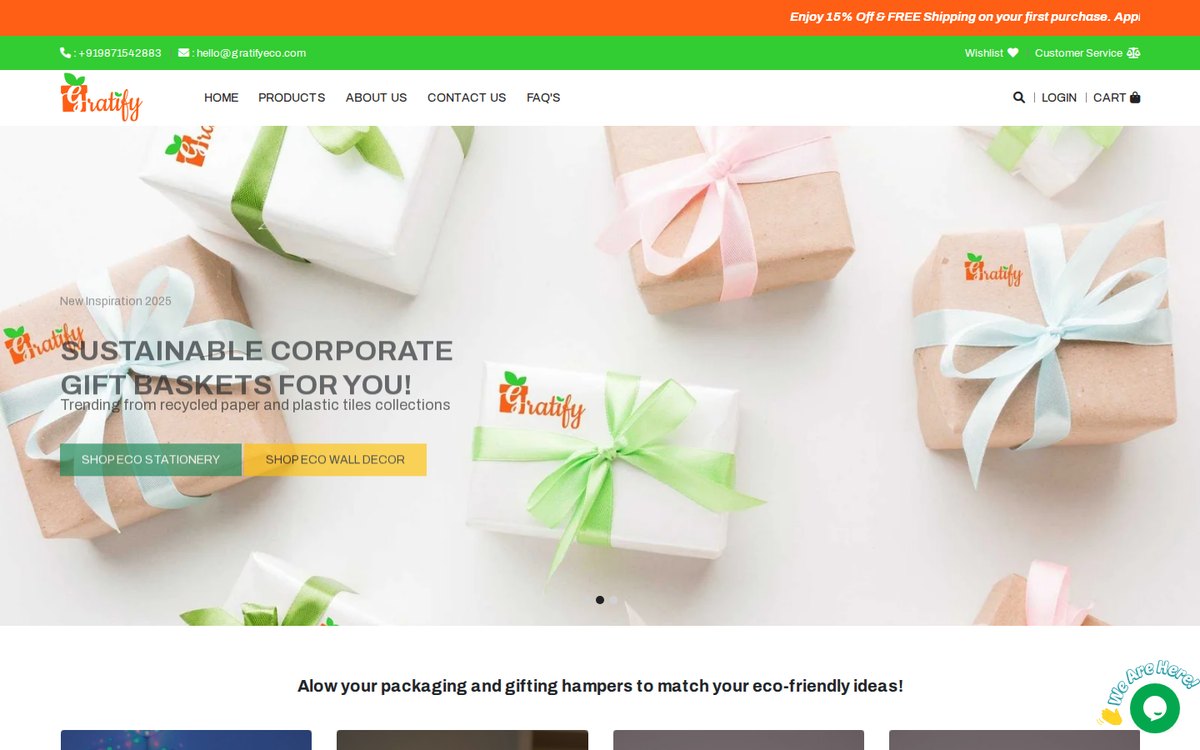 Enjoy 15% Off & FREE Shipping on your first purchase.
: +919871542883 : hello@gratifyeco.com Wishlist Customer Service
Gratify HOME PRODUCTS ABOUT US CONTACT US FAQ'S LOGIN CART
Gratify
Gratify
New Inspiration 2025
Gratify
SUSTAINABLE CORPORATE
GIFT BASKETS FOR YOU!
Trending from recycled paper and plastic tiles collections
Gratify
SHOP ECO STATIONERY SHOP ECO WALL DECOR
Alow your packaging and gifting hampers to match your eco-friendly ideas!
We Are Here!